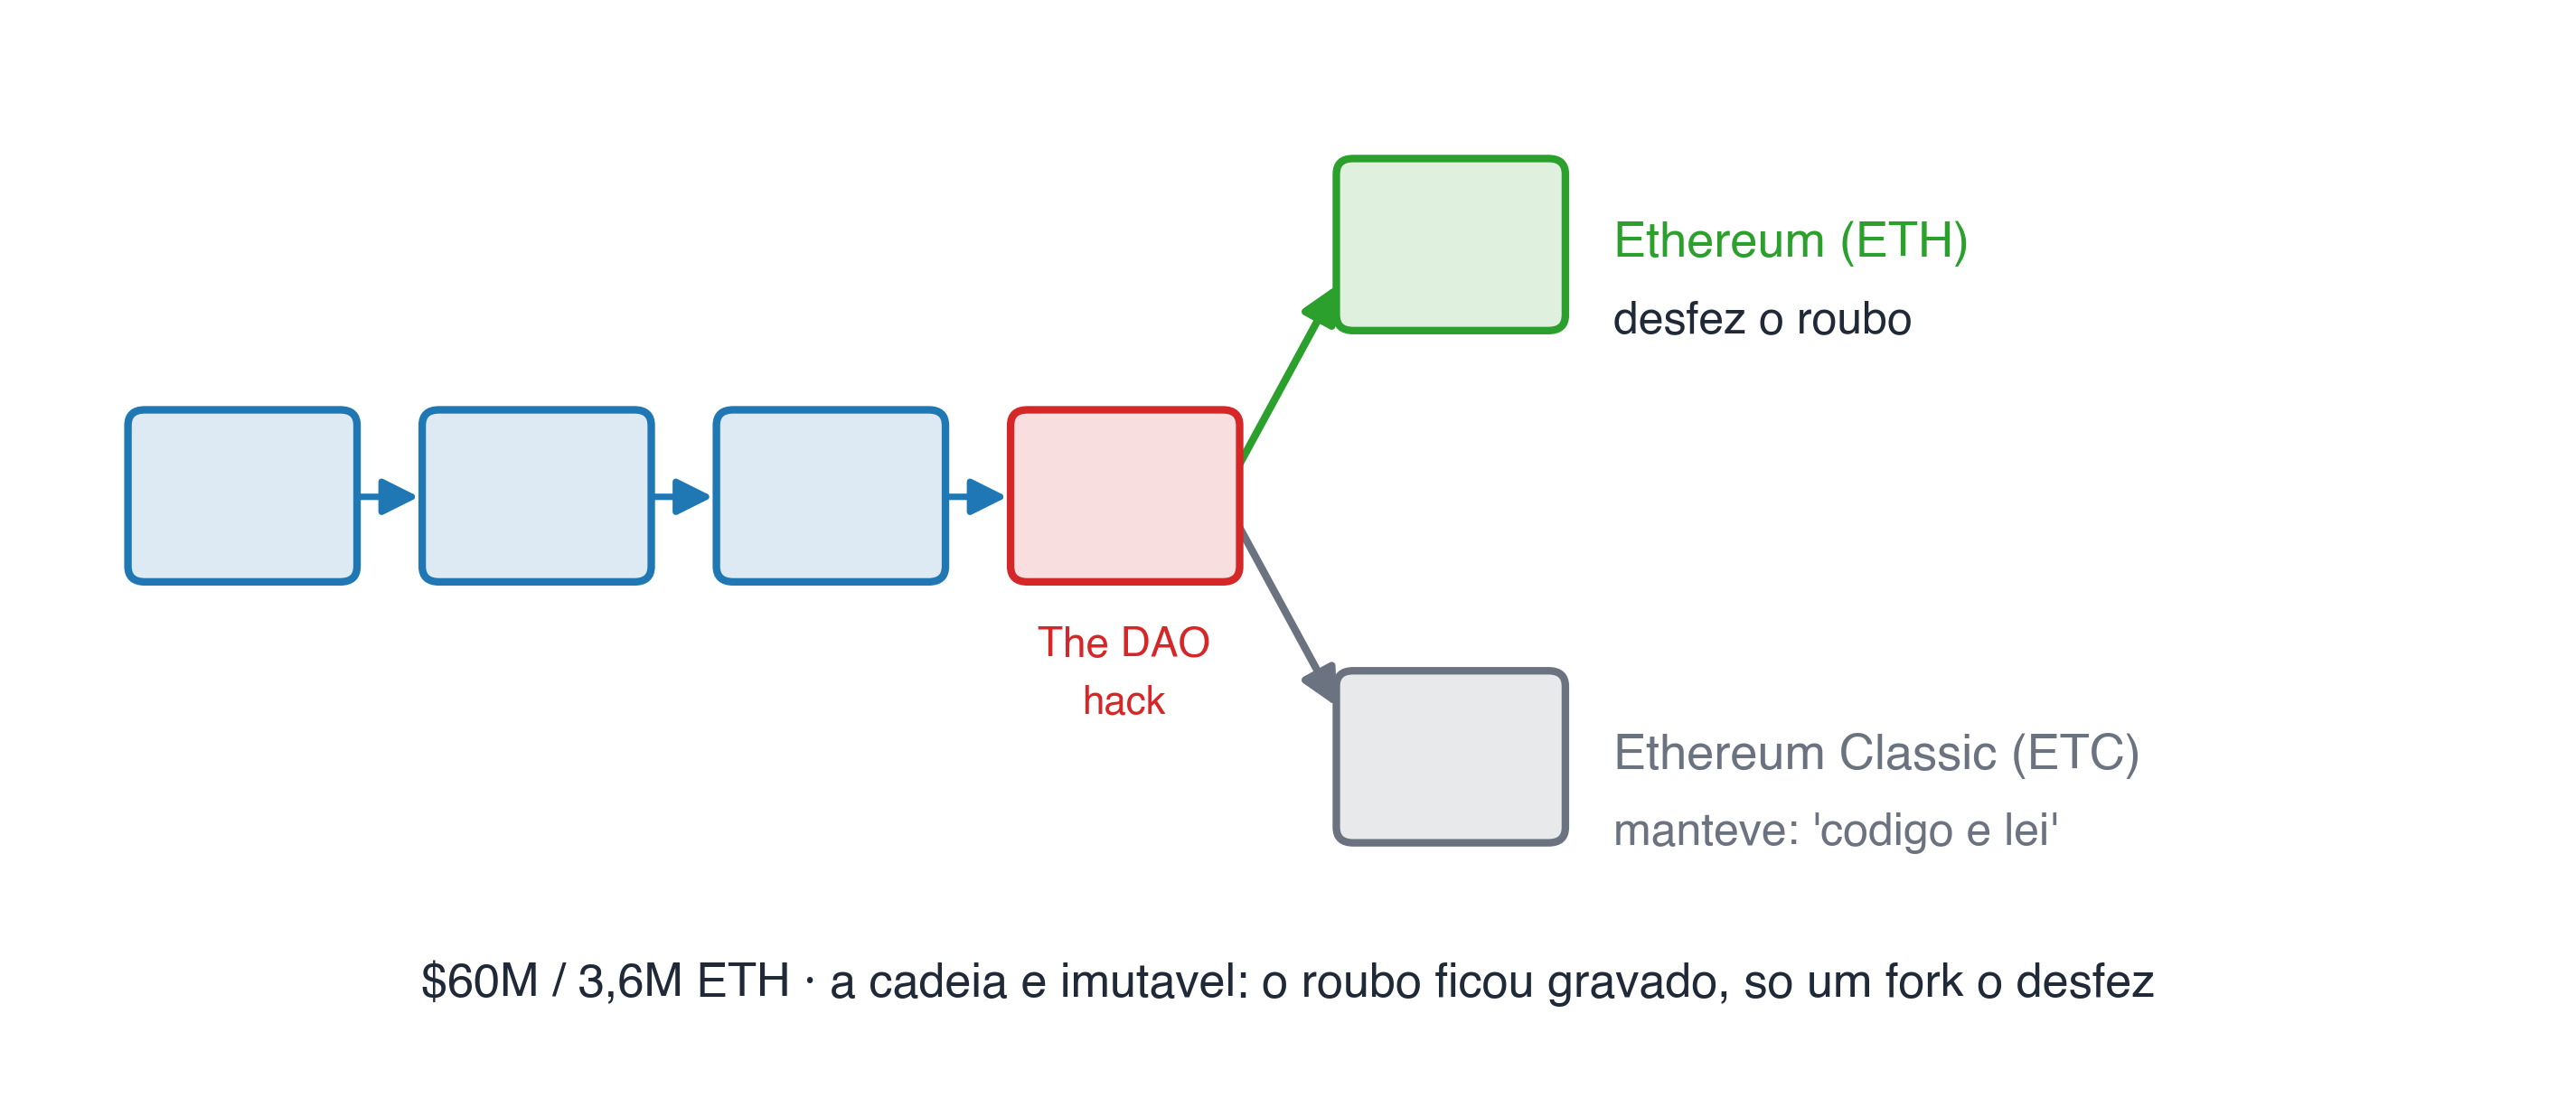 Ethereum (ETH)
desfez o roubo
The DAO
hack
Ethereum Classic (ETC)
manteve: 'codigo e lei'
$60M / 3,6M ETH · a cadeia e imutavel: o roubo ficou gravado, so um fork o desfez